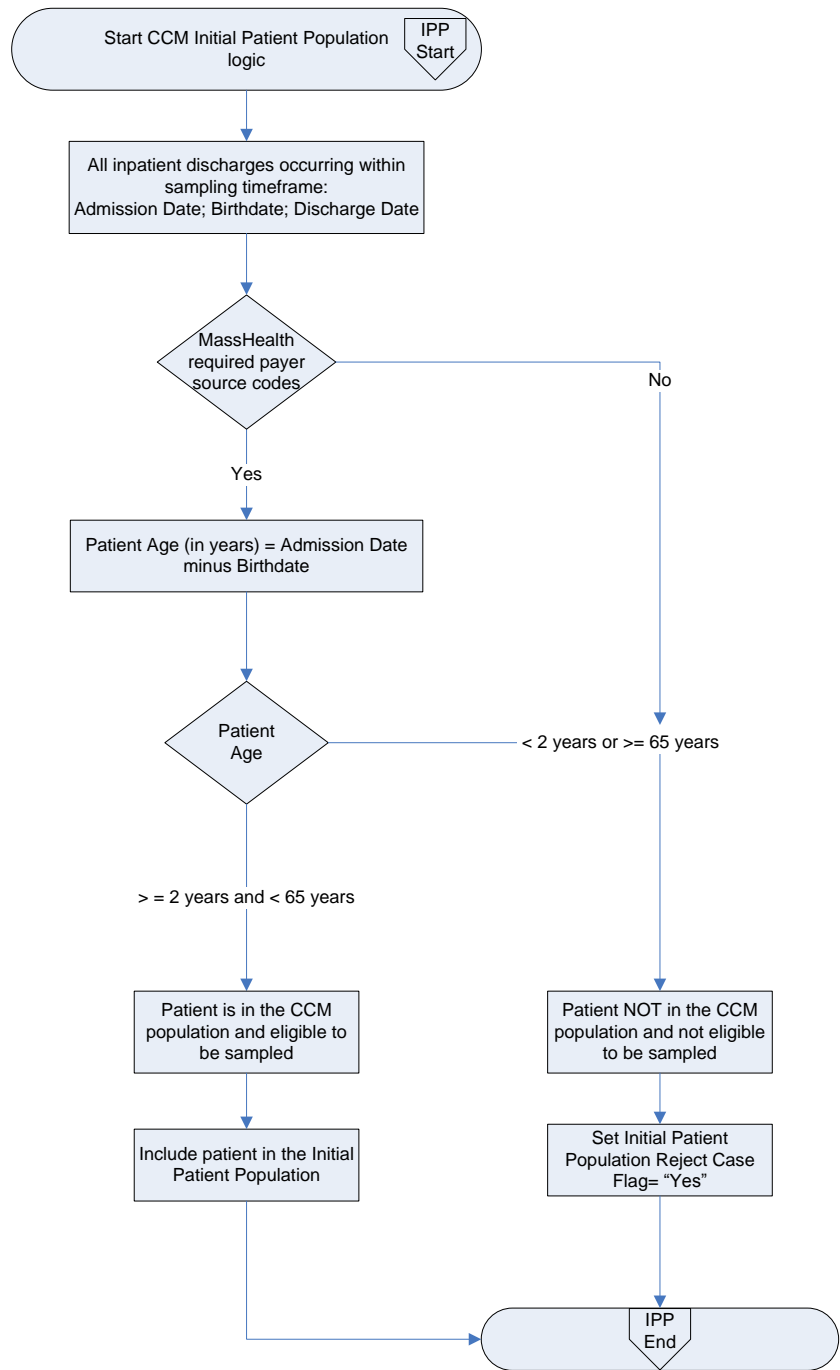 Start CCM Initial Patient Population
logic
IPP
Start
All inpatient discharges occurring within
sampling timeframe:
Admission Date; Birthdate; Discharge Date
MassHealth
required payer
source codes
No
Yes
Patient Age (in years) = Admission Date
minus Birthdate
Patient
Age
< 2 years or >= 65 years
> = 2 years and < 65 years
Patient is in the CCM
population and eligible to
be sampled
Patient NOT in the CCM
population and not eligible
to be sampled
Include patient in the Initial
Patient Population
Set Initial Patient
Population Reject Case
Flag= “Yes”
IPP
End